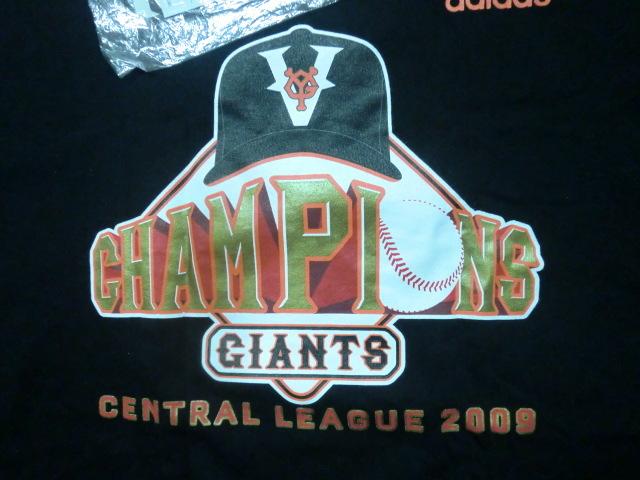 adidas
V
YG
CHAMPIONS
GIANTS
CENTRAL LEAGUE 2009